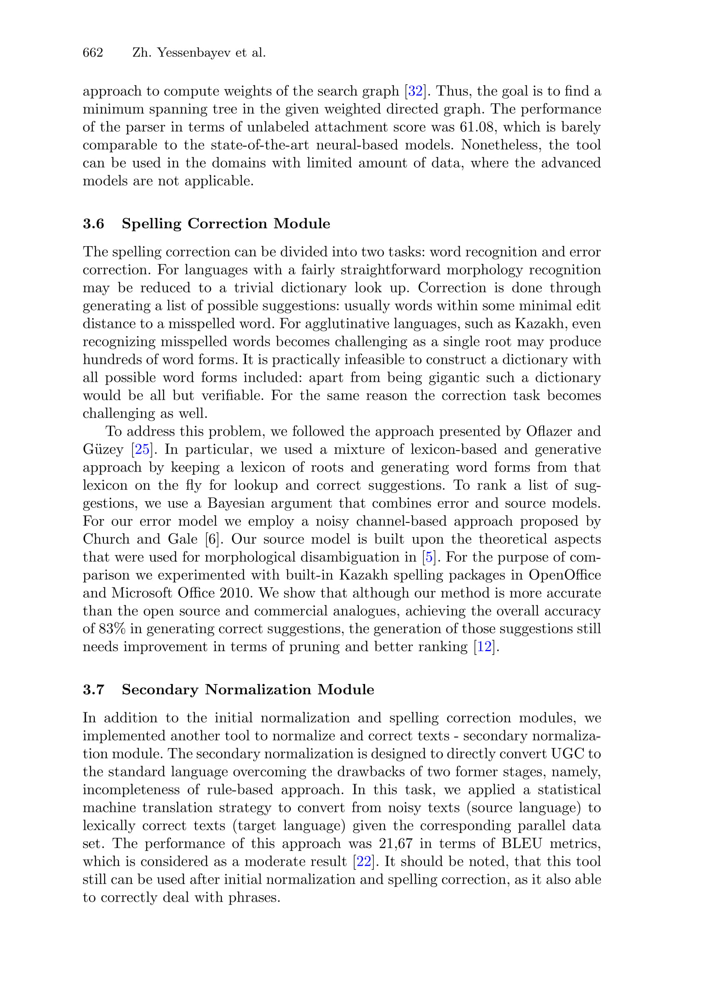 662 Zh. Yessenbayev et al.
approach to compute weights of the search graph [32]. Thus, the goal is to find a
minimum spanning tree in the given weighted directed graph. The performance
of the parser in terms of unlabeled attachment score was 61.08, which is barely
comparable to the state-of-the-art neural-based models. Nonetheless, the tool
can be used in the domains with limited amount of data, where the advanced
models are not applicable.
3.6 Spelling Correction Module
The spelling correction can be divided into two tasks: word recognition and error
correction. For languages with a fairly straightforward morphology recognition
may be reduced to a trivial dictionary look up. Correction is done through
generating a list of possible suggestions: usually words within some minimal edit
distance to a misspelled word. For agglutinative languages, such as Kazakh, even
recognizing misspelled words becomes challenging as a single root may produce
hundreds of word forms. It is practically infeasible to construct a dictionary with
all possible word forms included: apart from being gigantic such a dictionary
would be all but verifiable. For the same reason the correction task becomes
challenging as well.
To address this problem, we followed the approach presented by Oflazer and
Güzey [25]. In particular, we used a mixture of lexicon-based and generative
approach by keeping a lexicon of roots and generating word forms from that
lexicon on the fly for lookup and correct suggestions. To rank a list of sug-
gestions, we use a Bayesian argument that combines error and source models.
For our error model we employ a noisy channel-based approach proposed by
Church and Gale [6]. Our source model is built upon the theoretical aspects
that were used for morphological disambiguation in [5]. For the purpose of com-
parison we experimented with built-in Kazakh spelling packages in OpenOffice
and Microsoft Office 2010. We show that although our method is more accurate
than the open source and commercial analogues, achieving the overall accuracy
of 83% in generating correct suggestions, the generation of those suggestions still
needs improvement in terms of pruning and better ranking [12].
3.7 Secondary Normalization Module
In addition to the initial normalization and spelling correction modules, we
implemented another tool to normalize and correct texts - secondary normaliza-
tion module. The secondary normalization is designed to directly convert UGC to
the standard language overcoming the drawbacks of two former stages, namely,
incompleteness of rule-based approach. In this task, we applied a statistical
machine translation strategy to convert from noisy texts (source language) to
lexically correct texts (target language) given the corresponding parallel data
set. The performance of this approach was 21,67 in terms of BLEU metrics,
which is considered as a moderate result [22]. It should be noted, that this tool
still can be used after initial normalization and spelling correction, as it also able
to correctly deal with phrases.